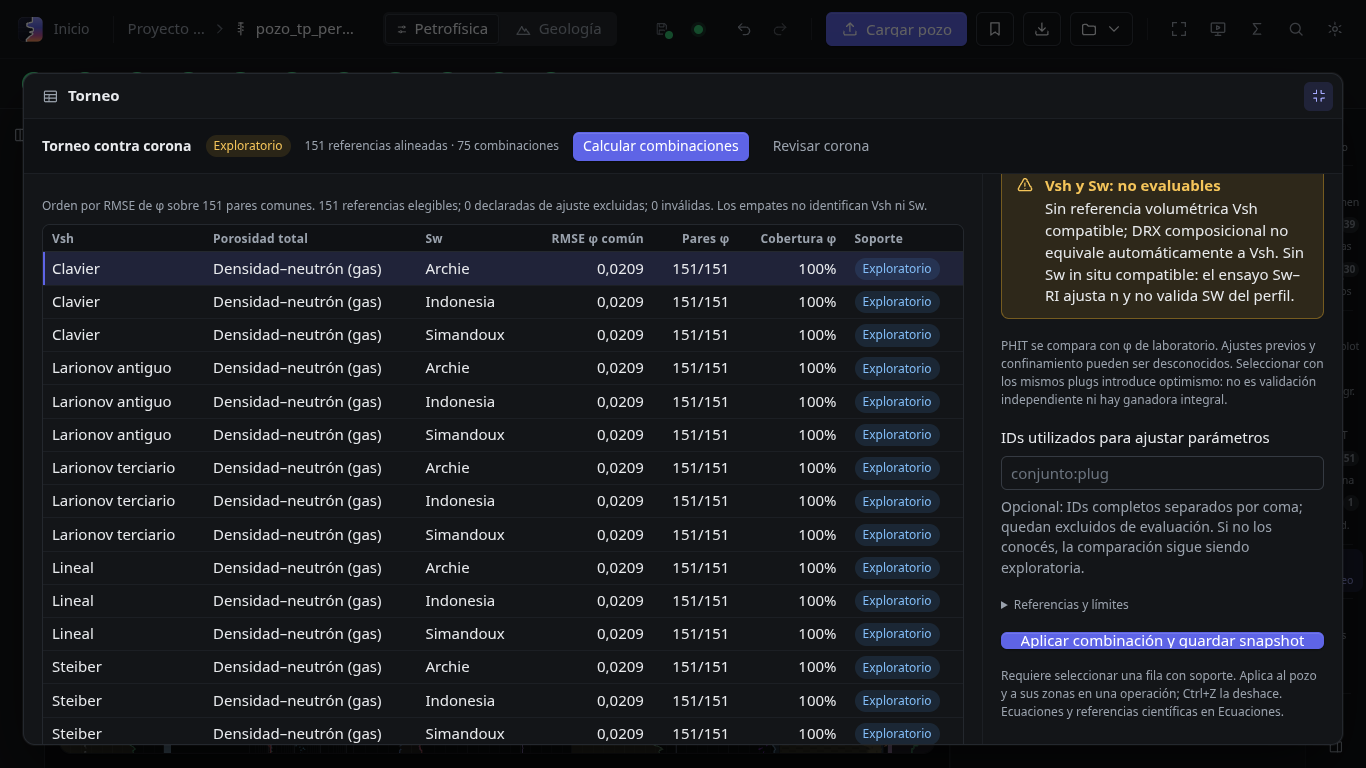 Inicio
Proyecto ...
pozo_tp_per...
Petrofísica
Geología
Σ
Cargar pozo
Torneo
Torneo contra corona
Exploratorio
151 referencias alineadas · 75 combinaciones
Calcular combinaciones
Revisar corona
Orden por RMSE de φ sobre 151 pares comunes. 151 referencias elegibles; 0 declaradas de ajuste excluidas; 0 inválidas. Los empates no identifican Vsh ni Sw.
Vsh Porosidad total Sw RMSE φ común Pares φ Cobertura φ Soporte
Clavier Densidad–neutrón (gas) Archie 0,0209 151/151 100% Exploratorio
Clavier Densidad–neutrón (gas) Indonesia 0,0209 151/151 100% Exploratorio
Clavier Densidad–neutrón (gas) Simandoux 0,0209 151/151 100% Exploratorio
Larionov antiguo Densidad–neutrón (gas) Archie 0,0209 151/151 100% Exploratorio
Larionov antiguo Densidad–neutrón (gas) Indonesia 0,0209 151/151 100% Exploratorio
Larionov antiguo Densidad–neutrón (gas) Simandoux 0,0209 151/151 100% Exploratorio
Larionov terciario Densidad–neutrón (gas) Archie 0,0209 151/151 100% Exploratorio
Larionov terciario Densidad–neutrón (gas) Indonesia 0,0209 151/151 100% Exploratorio
Larionov terciario Densidad–neutrón (gas) Simandoux 0,0209 151/151 100% Exploratorio
Lineal Densidad–neutrón (gas) Archie 0,0209 151/151 100% Exploratorio
Lineal Densidad–neutrón (gas) Indonesia 0,0209 151/151 100% Exploratorio
Lineal Densidad–neutrón (gas) Simandoux 0,0209 151/151 100% Exploratorio
Steiber Densidad–neutrón (gas) Archie 0,0209 151/151 100% Exploratorio
Steiber Densidad–neutrón (gas) Indonesia 0,0209 151/151 100% Exploratorio
Steiber Densidad–neutrón (gas) Simandoux 0,0209 151/151 100% Exploratorio
Vsh y Sw: no evaluables
Sin referencia volumétrica Vsh
compatible; DRX composicional no
equivale automáticamente a Vsh. Sin
Sw in situ compatible: el ensayo Sw–
RI ajusta n y no valida SW del perfil.
PHIT se compara con φ de laboratorio. Ajustes previos y
confinamiento pueden ser desconocidos. Seleccionar con
los mismos plugs introduce optimismo: no es validación
independiente ni hay ganadora integral.
IDs utilizados para ajustar parámetros
conjunto:plug
Opcional: IDs completos separados por coma;
quedan excluidos de evaluación. Si no los
conocés, la comparación sigue siendo
exploratoria.
Referencias y límites
Aplicar combinación y guardar snapshot
Requiere seleccionar una fila con soporte. Aplica al pozo
y a sus zonas en una operación; Ctrl+Z la deshace.
Ecuaciones y referencias científicas en Ecuaciones.